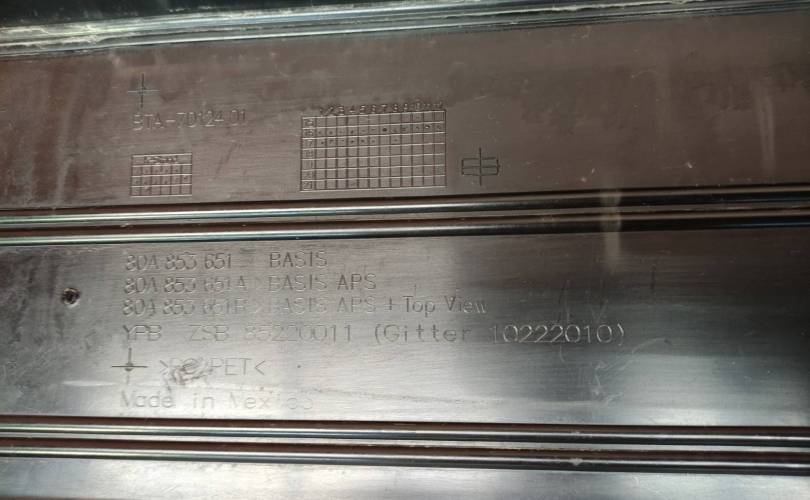 BTA-70124.01
80A 853 651 BASIS
80A 853 651 A BASIS APS
80A 853 651 B BASIS APS + Top View
YPB ZSB 85220011 (Gitter 10222010)
>PC/PET<
Made in Mexico